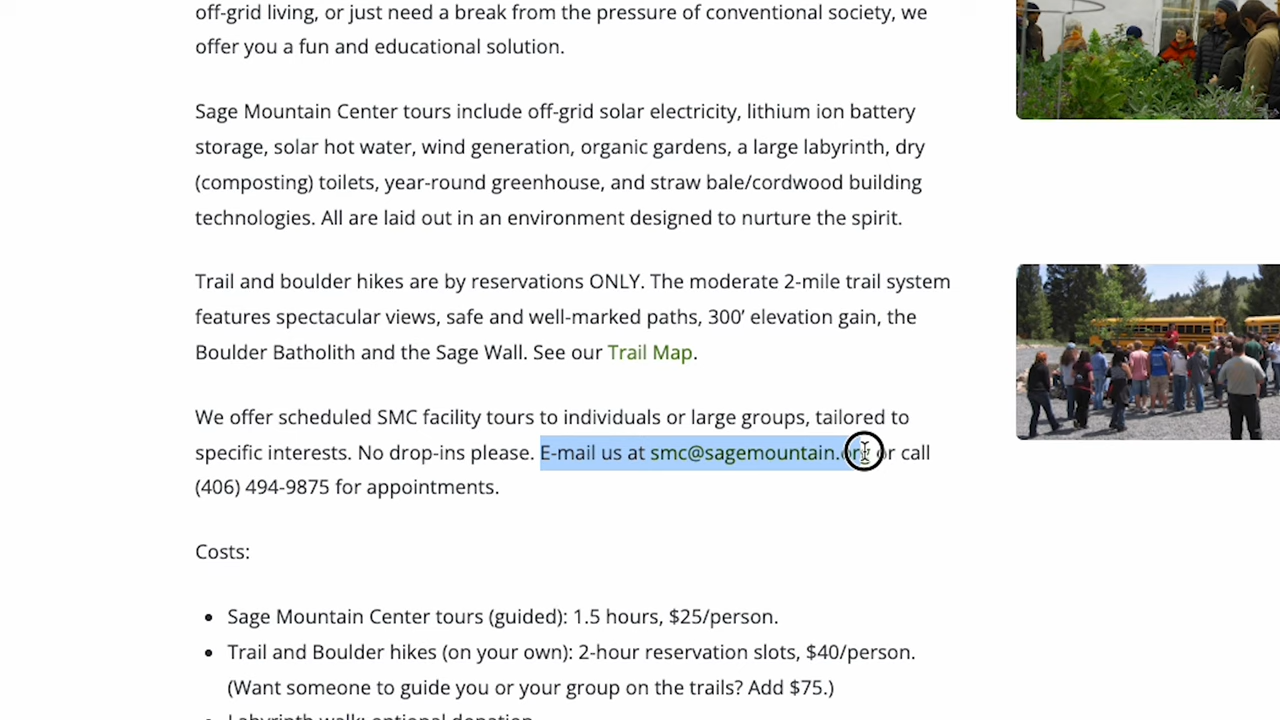 off-grid living, or just need a break from the pressure of conventional society, we
offer you a fun and educational solution.
Sage Mountain Center tours include off-grid solar electricity, lithium ion battery
storage, solar hot water, wind generation, organic gardens, a large labyrinth, dry
(composting) toilets, year-round greenhouse, and straw bale/cordwood building
technologies. All are laid out in an environment designed to nurture the spirit.
Trail and boulder hikes are by reservations ONLY. The moderate 2-mile trail system
features spectacular views, safe and well-marked paths, 300’ elevation gain, the
Boulder Batholith and the Sage Wall. See our Trail Map.
We offer scheduled SMC facility tours to individuals or large groups, tailored to
specific interests. No drop-ins please. E-mail us at smc@sagemountain.org or call
(406) 494-9875 for appointments.
Costs:
• Sage Mountain Center tours (guided): 1.5 hours, $25/person.
• Trail and Boulder hikes (on your own): 2-hour reservation slots, $40/person.
(Want someone to guide you or your group on the trails? Add $75.)
• Labyrinth walk: optional donation